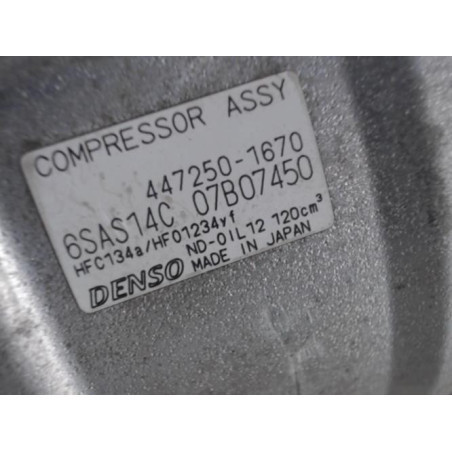 COMPRESSOR ASSY
447250-1670
6SAS14C 07B07450
HFC134a/HFO1234yf
ND-OIL12 120cm³
DENSO MADE IN JAPAN